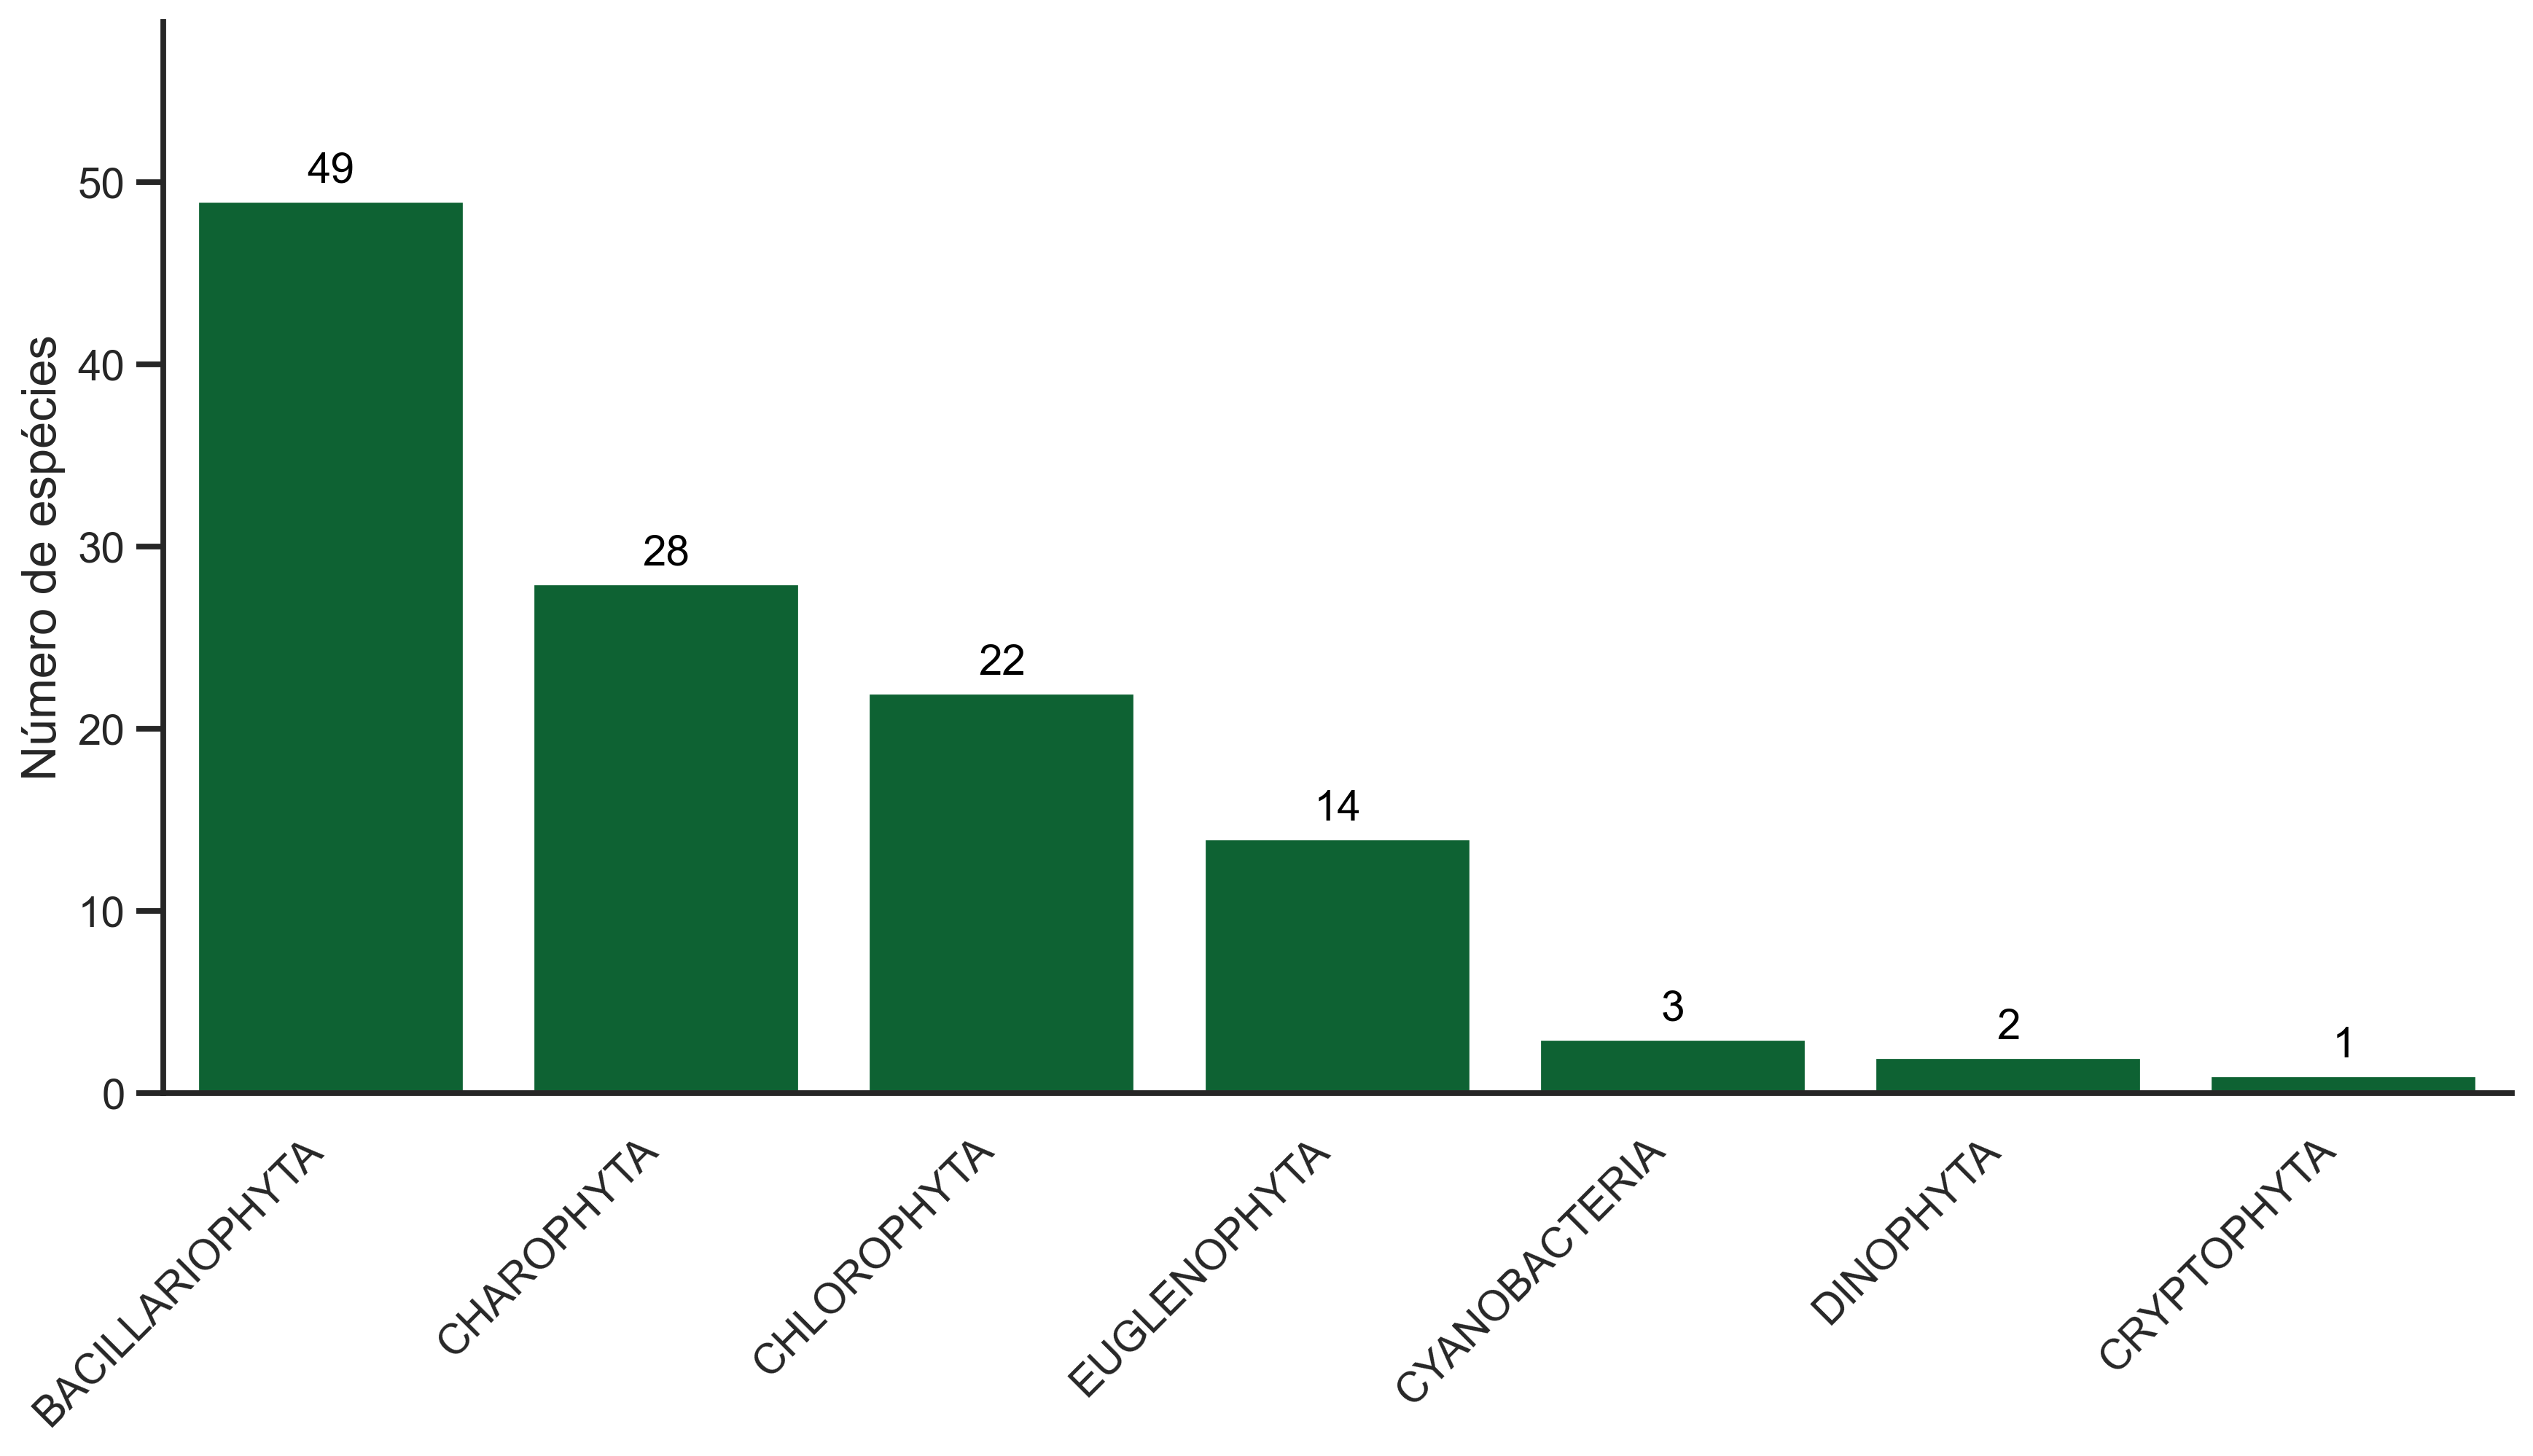 Número de espécies
50
40
30
20
10
0
49
28
22
14
3
2
1
BACILLARIOPHYTA
CHAROPHYTA
CHLOROPHYTA
EUGLENOPHYTA
CYANOBACTERIA
DINOPHYTA
CRYPTOPHYTA